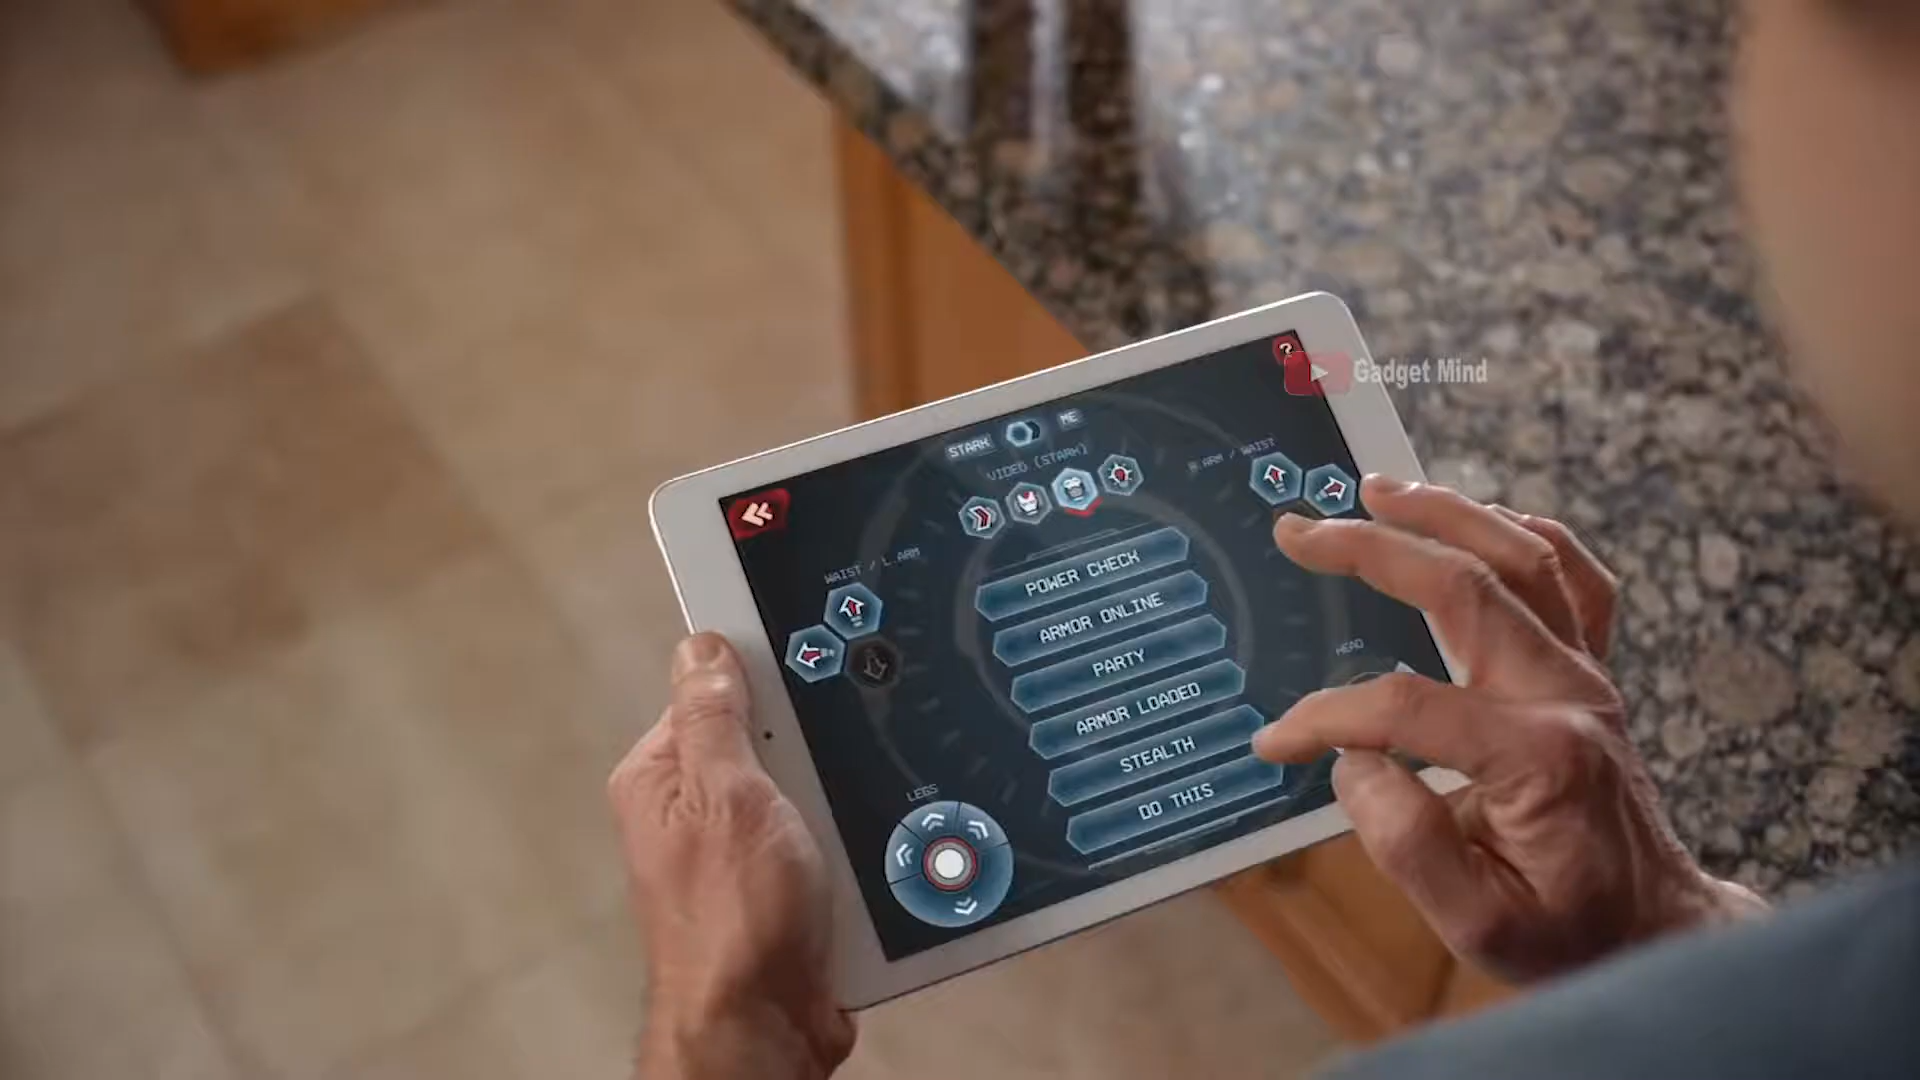 ?
Gadget Mind
STARK
ME
VIDEO (STARK)
R ARM / WAIST
WAIST / L.ARM
POWER CHECK
ARMOR ONLINE
PARTY
ARMOR LOADED
STEALTH
DO THIS
HEAD
LEGS